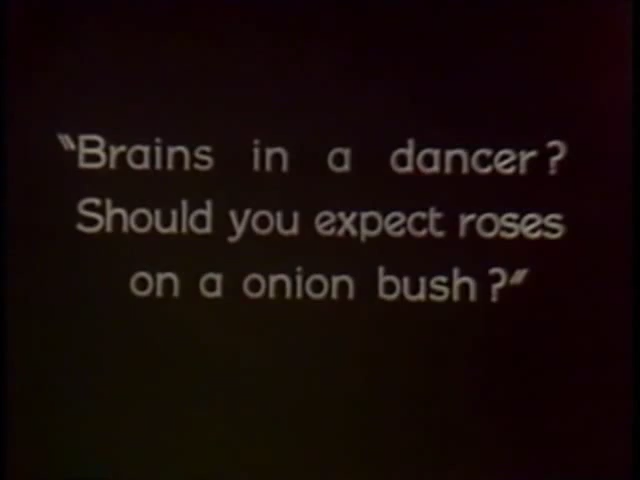 "Brains in a dancer?
Should you expect roses
on a onion bush?"